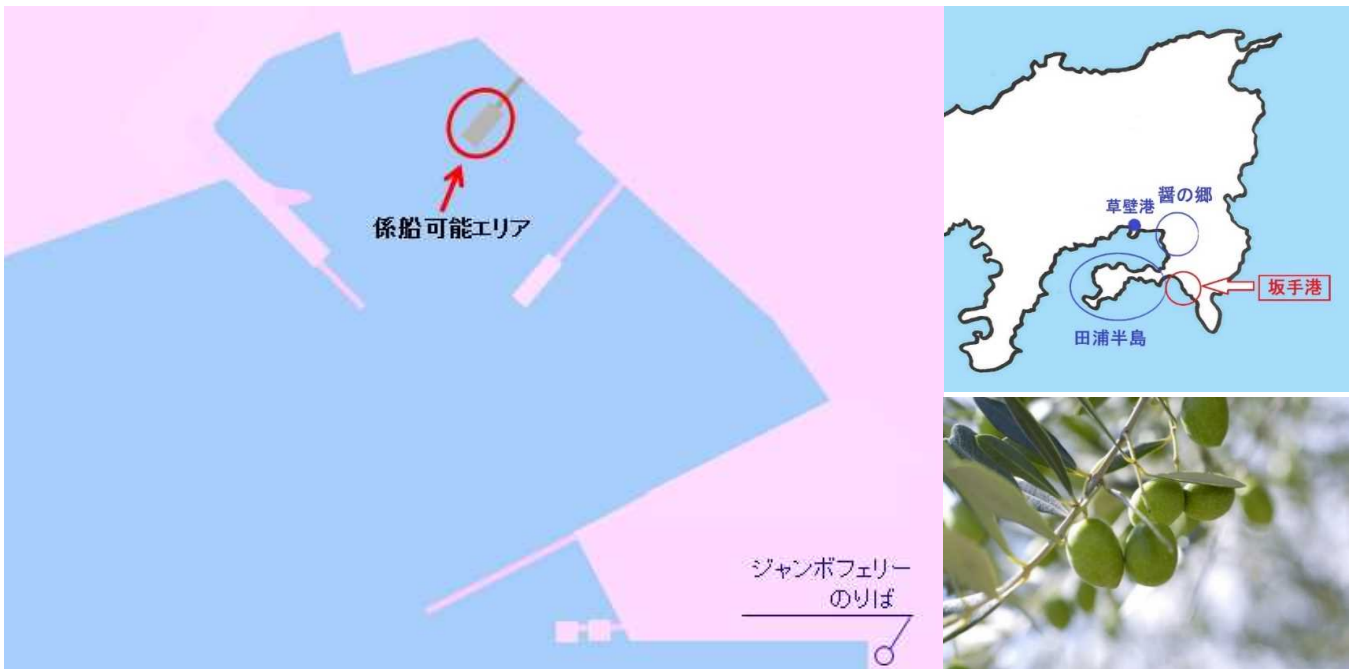 係船可能エリア
ジャンボフェリー
のりば
醤の郷
草壁港
坂手港
田浦半島